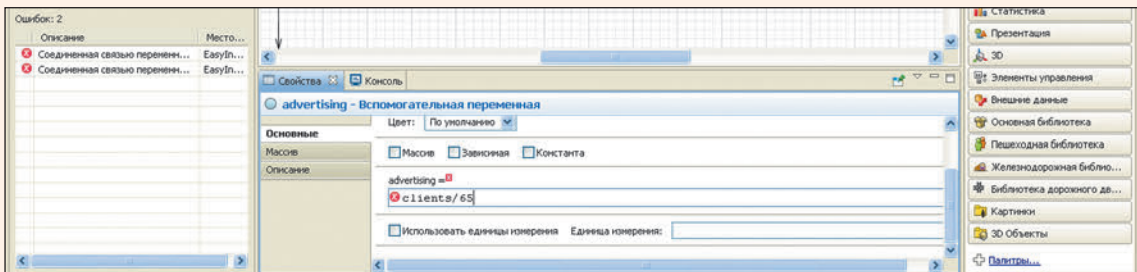 Ошибок: 2
Описание Место...
Соединенная связью переменн... EasyIn...
Соединенная связью переменн... EasyIn...
Свойства Консоль
advertising - Вспомогательная переменная
Основные
Массив
Описание
Цвет: По умолчанию
Массив Зависимая Константа
advertising =
clients/65
Использовать единицы измерения Единица измерения:
Статистика
Презентация
3D
Элементы управления
Внешние данные
Основная библиотека
Пешеходная библиотека
Железнодорожная библио...
Библиотека дорожного дв...
Картинки
3D Объекты
Палитры...